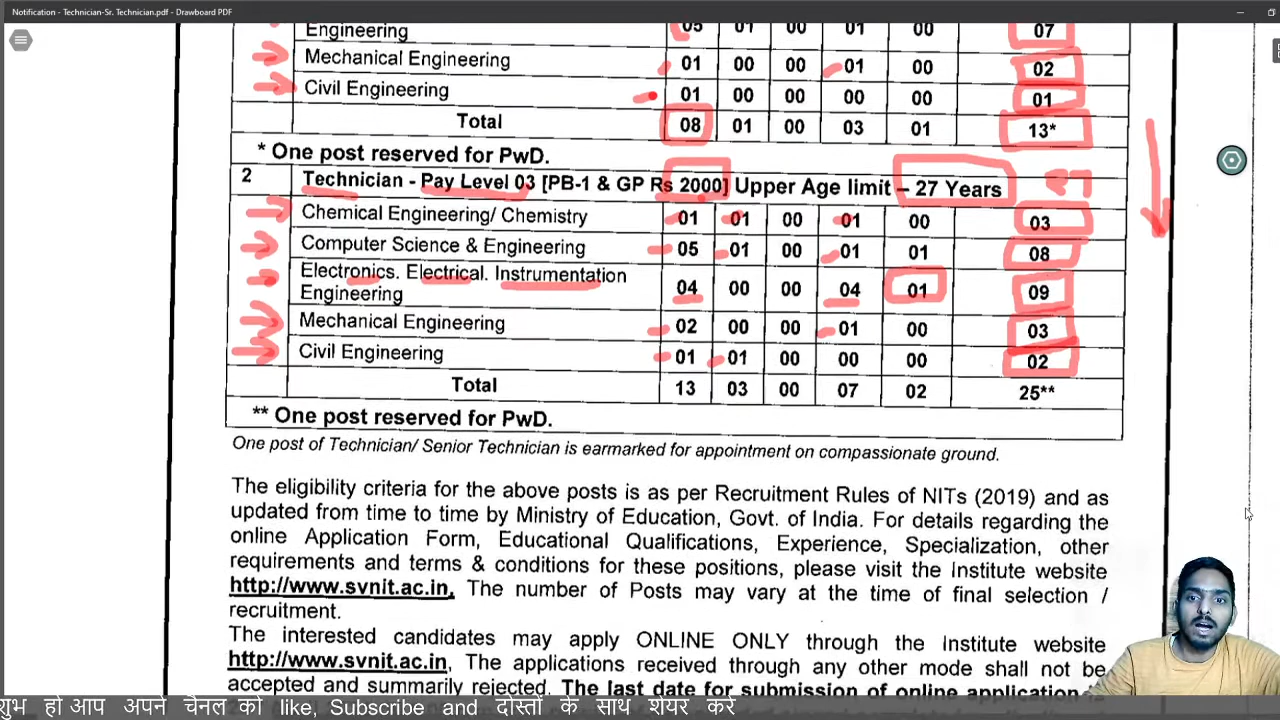 Notification - Technician-Sr. Technician.pdf - Drawboard PDF
Engineering 05 01 00 01 00 07
Mechanical Engineering 01 00 00 01 00 02
Civil Engineering 01 00 00 00 00 01
Total 08 01 00 03 01 13*
* One post reserved for PwD.
2 Technician - Pay Level 03 [PB-1 & GP Rs 2000] Upper Age limit – 27 Years
Chemical Engineering/ Chemistry 01 01 00 01 00 03
Computer Science & Engineering 05 01 00 01 01 08
Electronics. Electrical. Instrumentation
Engineering 04 00 00 04 01 09
Mechanical Engineering 02 00 00 01 00 03
Civil Engineering 01 01 00 00 00 02
Total 13 03 00 07 02 25**
** One post reserved for PwD.
One post of Technician/ Senior Technician is earmarked for appointment on compassionate ground.
The eligibility criteria for the above posts is as per Recruitment Rules of NITs (2019) and as
updated from time to time by Ministry of Education, Govt. of India. For details regarding the
online Application Form, Educational Qualifications, Experience, Specialization, other
requirements and terms & conditions for these positions, please visit the Institute website
http://www.svnit.ac.in, The number of Posts may vary at the time of final selection /
recruitment.
The interested candidates may apply ONLINE ONLY through the Institute website
http://www.svnit.ac.in, The applications received through any other mode shall not be
accepted and summarily rejected. The last date for submission of online application
शुभ हो आप अपने चैनल को like, Subscribe and दोस्तों के साथ शेयर करें